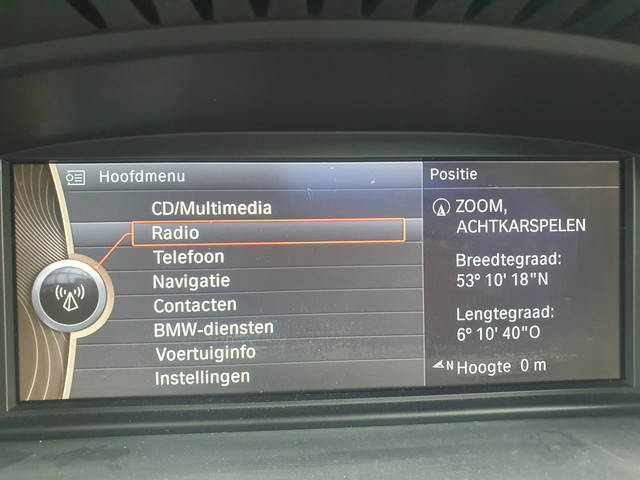 Hoofdmenu
CD/Multimedia
Radio
Telefoon
Navigatie
Contacten
BMW-diensten
Voertuiginfo
Instellingen
Positie
ZOOM,
ACHTKARSPELEN
Breedtegraad:
53° 10' 18"N
Lengtegraad:
6° 10' 40"O
N Hoogte 0 m